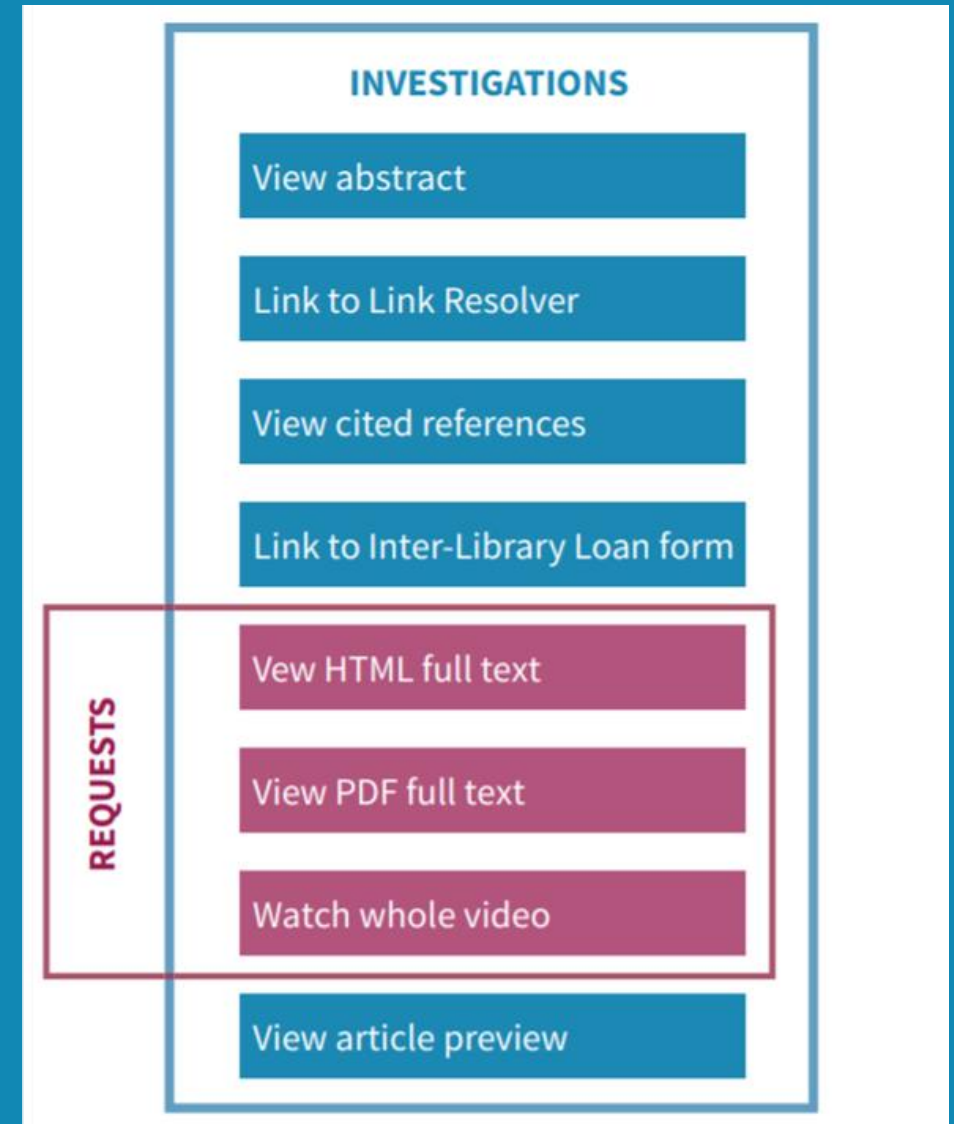 INVESTIGATIONS
View abstract
Link to Link Resolver
View cited references
Link to Inter-Library Loan form
REQUESTS
Vew HTML full text
View PDF full text
Watch whole video
View article preview